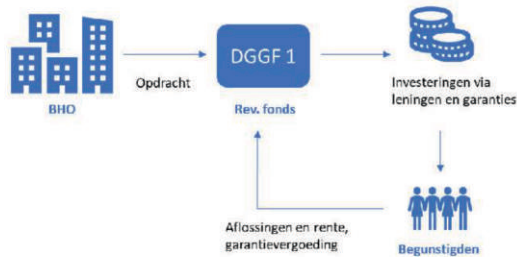 DGGF 1
Opdracht
BHO
Rev. fonds
Investeringen via
leningen en garanties
Aflossingen en rente,
garantievergoeding
Begunstigden